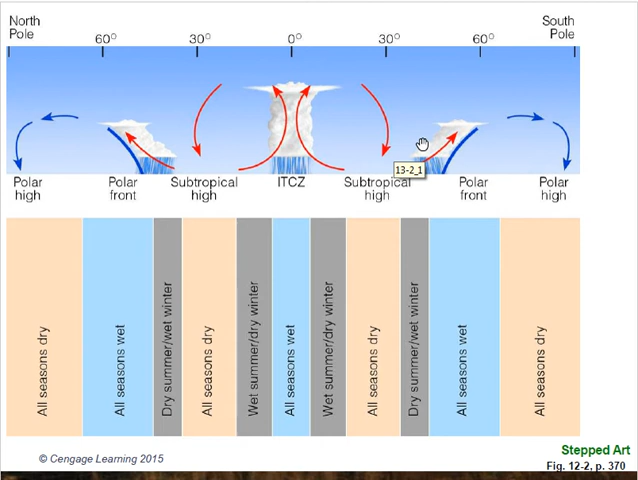 North
Pole
60°
30°
0°
30°
60°
South
Pole
13-2_1
Polar
high
Polar
front
Subtropical
high
ITCZ
Subtropical
high
Polar
front
Polar
high
All seasons dry
All seasons wet
Dry summer/wet winter
All seasons dry
Wet summer/dry winter
All seasons wet
Wet summer/dry winter
All seasons dry
Dry summer/wet winter
All seasons wet
All seasons dry
© Cengage Learning 2015
Stepped Art
Fig. 12-2, p. 370